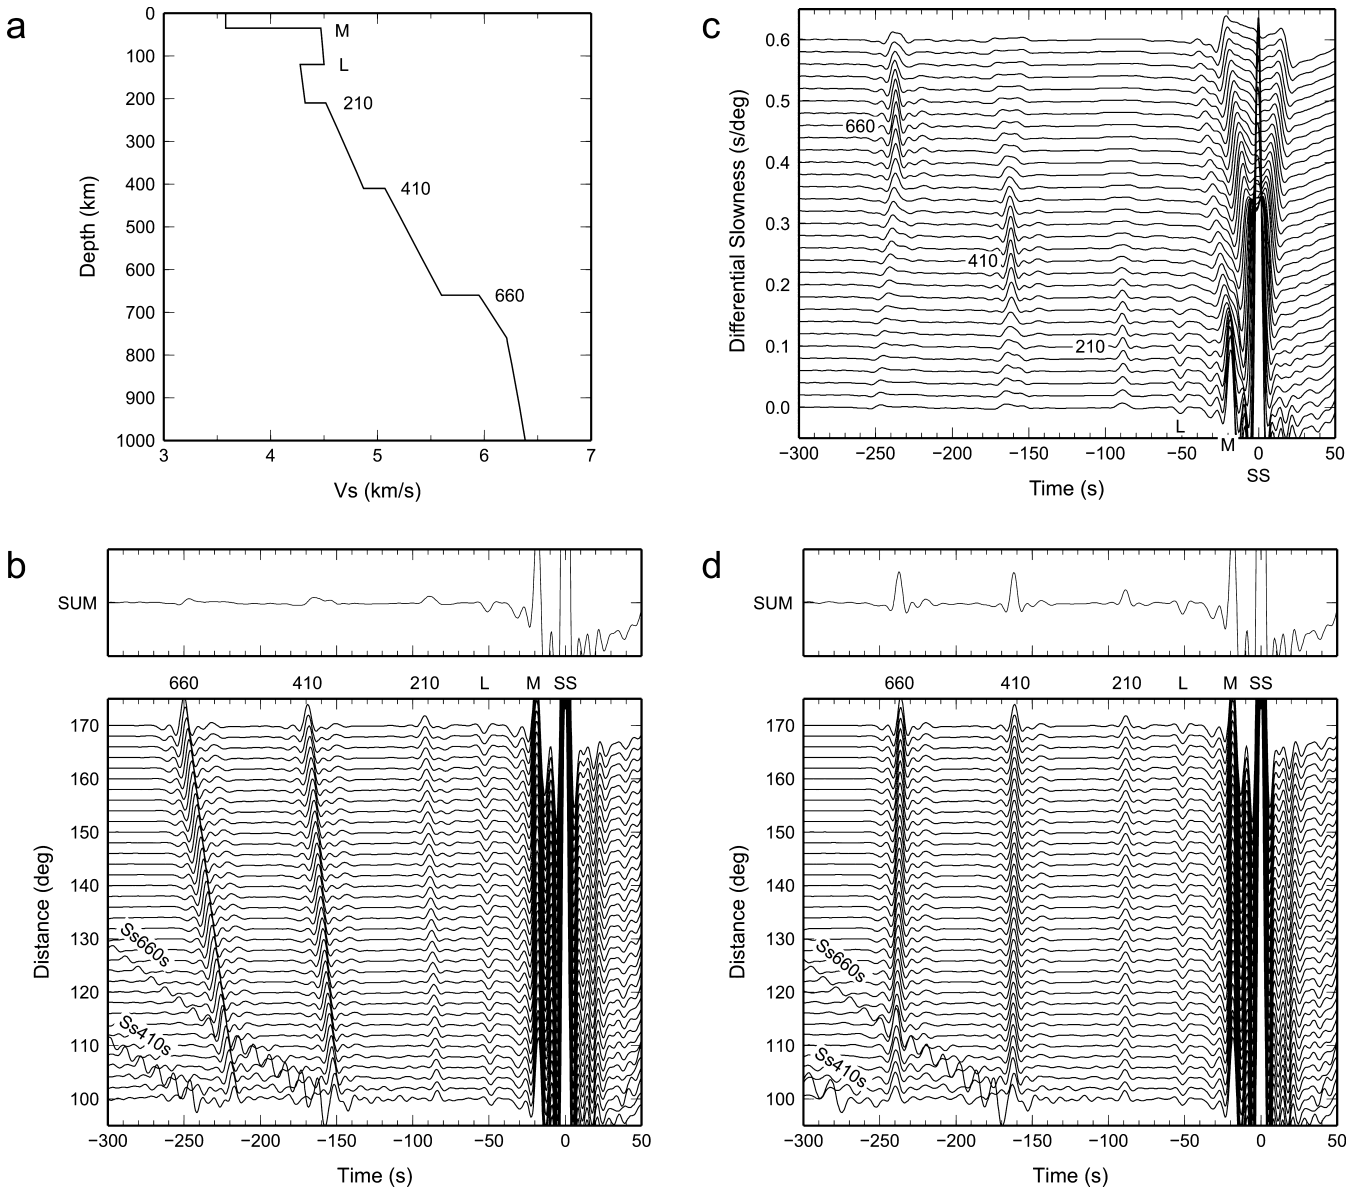 a
0
100
200
300
400
500
600
700
800
900
1000
Depth (km)
M
L
210
410
660
3 4 5 6 7
Vs (km/s)
c
0.6
0.5
0.4
0.3
0.2
0.1
0.0
Differential Slowness (s/deg)
660
410
210
L
M
−300 −250 −200 −150 −100 −50 0 50
SS
Time (s)
b
SUM
660 410 210 L M SS
170
160
150
140
130
120
110
100
Distance (deg)
Ss660s
Ss410s
−300 −250 −200 −150 −100 −50 0 50
Time (s)
d
SUM
660 410 210 L M SS
170
160
150
140
130
120
110
100
Distance (deg)
Ss660s
Ss410s
−300 −250 −200 −150 −100 −50 0 50
Time (s)